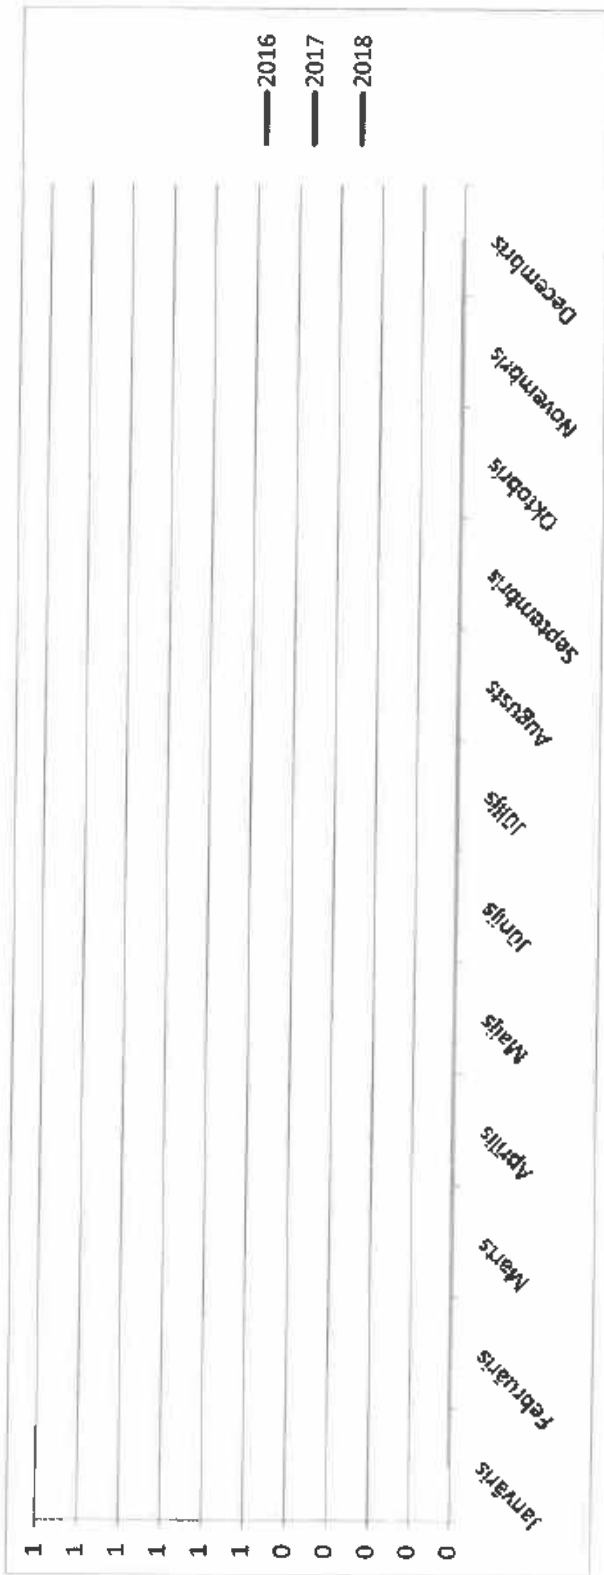 1
1
1
1
1
1
0
0
0
0
0
Janvāris
Februāris
Marts
Aprīlis
Maijs
Jūnijs
Jūlijs
Augusts
Septembris
Oktobris
Novembris
Decembris
2016
2017
2018